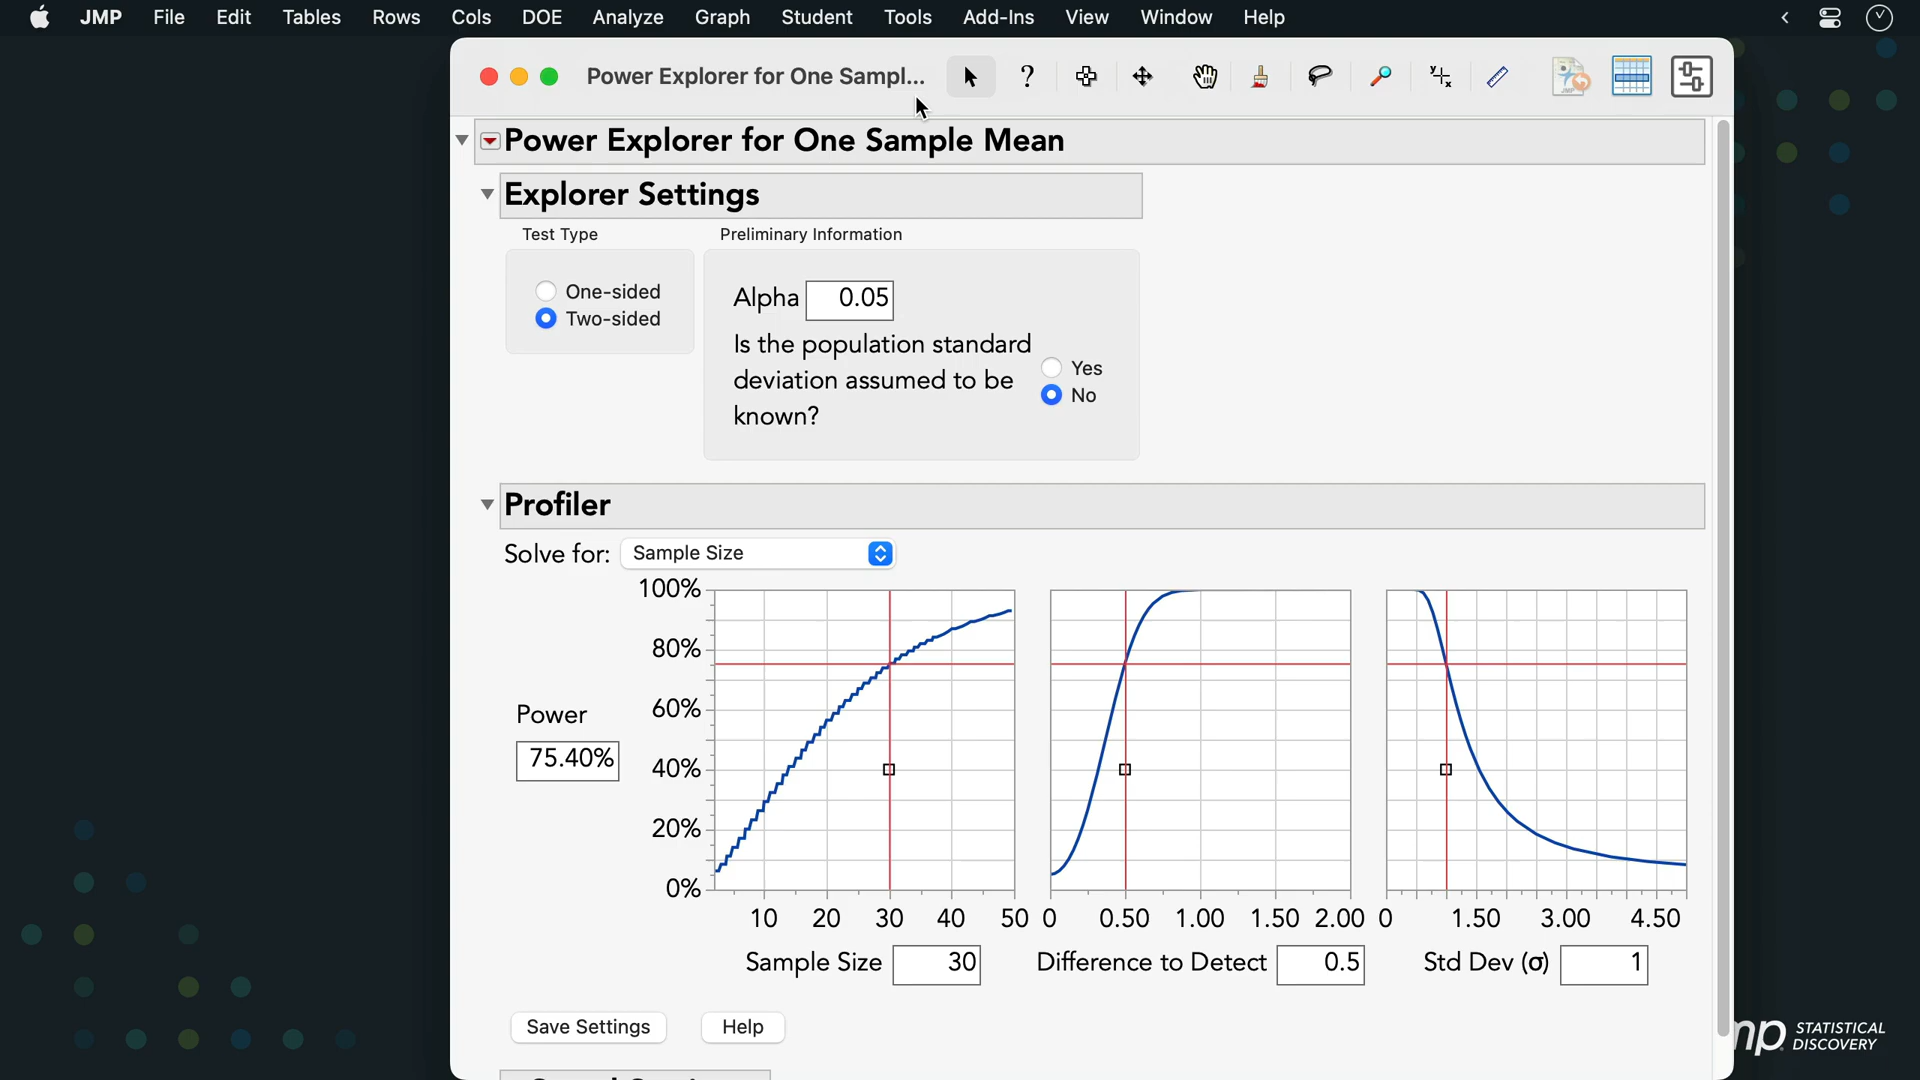 JMP File Edit Tables Rows Cols DOE Analyze Graph Student Tools Add-Ins View Window Help
Power Explorer for One Sampl... ?
Power Explorer for One Sample Mean
Explorer Settings
Test Type Preliminary Information
One-sided
Two-sided
Alpha 0.05
Is the population standard
deviation assumed to be
known?
Yes
No
Profiler
Solve for: Sample Size
100%
80%
60%
40%
20%
0%
Power
75.40%
10 20 30 40 50 0 0.50 1.00 1.50 2.00 0 1.50 3.00 4.50
Sample Size 30 Difference to Detect 0.5 Std Dev (σ) 1
Save Settings Help
mp STATISTICAL
DISCOVERY